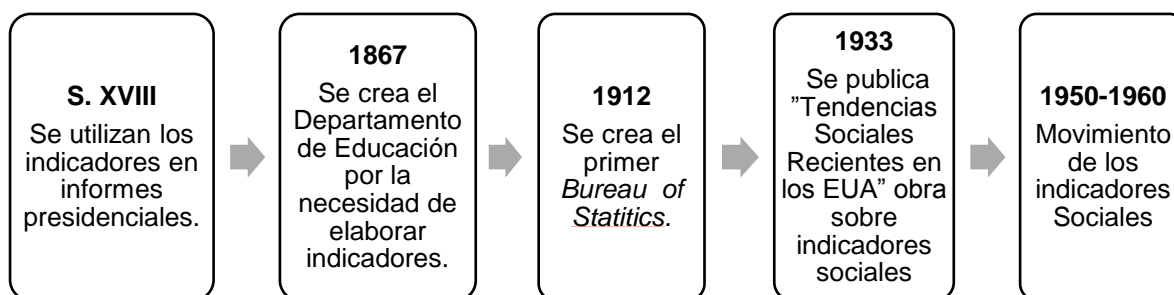 S. XVIII
Se utilizan los
indicadores en
informes
presidenciales.
1867
Se crea el
Departamento
de Educación
por la
necesidad de
elaborar
indicadores.
1912
Se crea el
primer
Bureau of
Statitics.
1933
Se publica
”Tendencias
Sociales
Recientes en
los EUA” obra
sobre
indicadores
sociales
1950-1960
Movimiento
de los
indicadores
Sociales